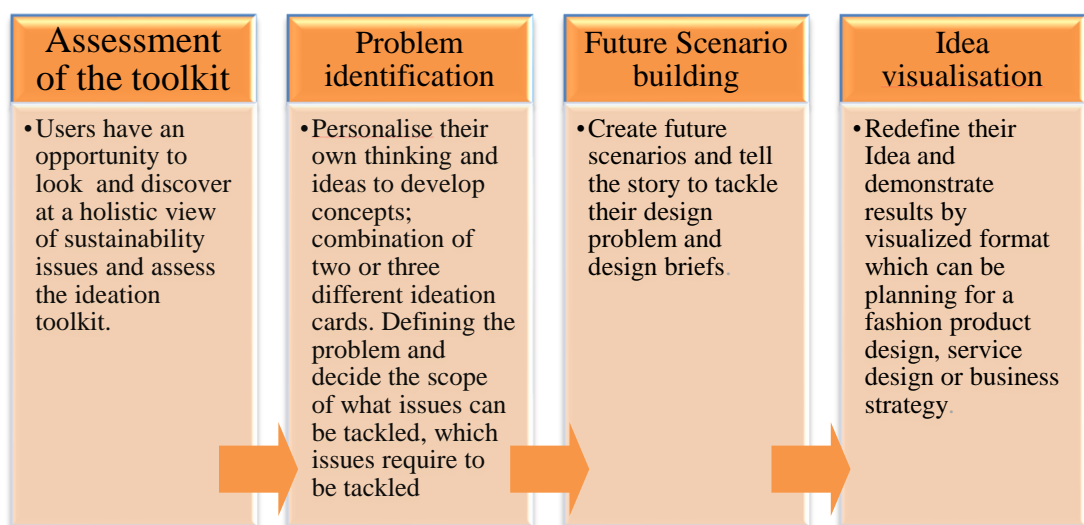 Assessment
of the toolkit
•Users have an
opportunity to
look and discover
at a holistic view
of sustainability
issues and assess
the ideation
toolkit.
Problem
identification
•Personalise their
own thinking and
ideas to develop
concepts;
combination of
two or three
different ideation
cards. Defining the
problem and
decide the scope
of what issues can
be tackled, which
issues require to
be tackled
Future Scenario
building
•Create future
scenarios and tell
the story to tackle
their design
problem and
design briefs.
Idea
visualisation
•Redefine their
Idea and
demonstrate
results by
visualized format
which can be
planning for a
fashion product
design, service
design or business
strategy.